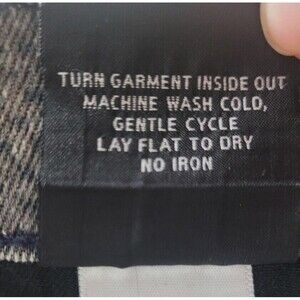 TURN GARMENT INSIDE OUT
MACHINE WASH COLD,
GENTLE CYCLE
LAY FLAT TO DRY
NO IRON